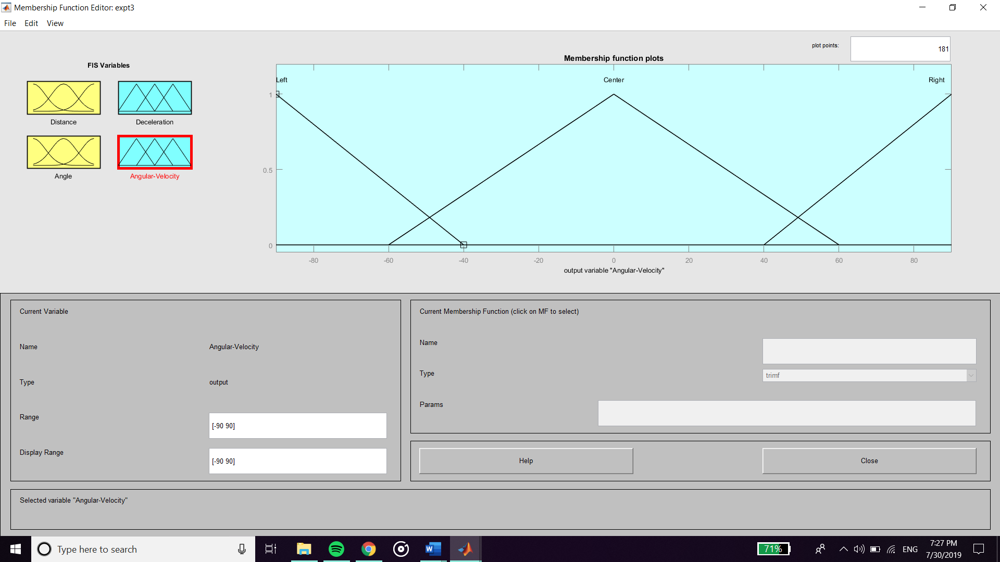 Membership Function Editor: expt3
File Edit View
plot points:
181
FIS Variables
Distance
Deceleration
Angle
Angular-Velocity
Membership function plots
Left Center Right
1
0.5
0
-80 -60 -40 -20 0 20 40 60 80
output variable "Angular-Velocity"
Current Variable
Name Angular-Velocity
Type output
Range [-90 90]
Display Range [-90 90]
Current Membership Function (click on MF to select)
Name
Type trimf
Params
Help Close
Selected variable "Angular-Velocity"
Type here to search
W
71%
ENG
7:27 PM
7/30/2019